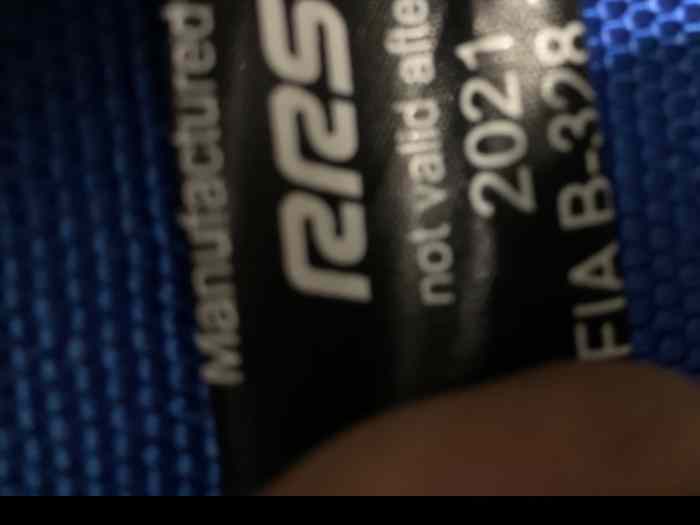 Manufactured
RRS
not valid afte
2021
FIA B-328